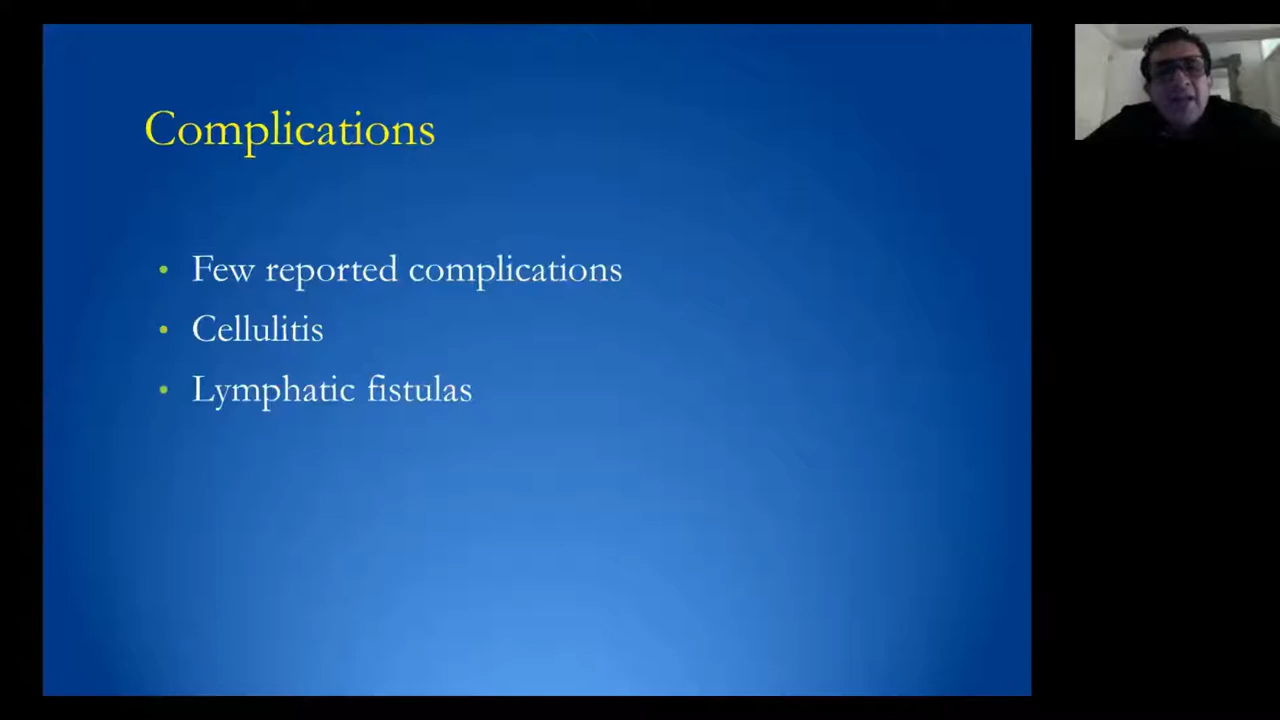 Complications
• Few reported complications
• Cellulitis
• Lymphatic fistulas